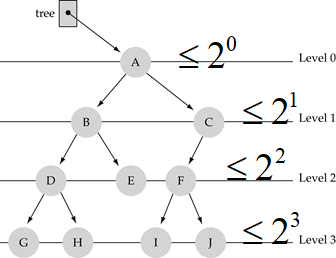 tree
A ≤ 2⁰ Level 0
B C ≤ 2¹ Level 1
D E F ≤ 2² Level 2
G H I J ≤ 2³ Level 3